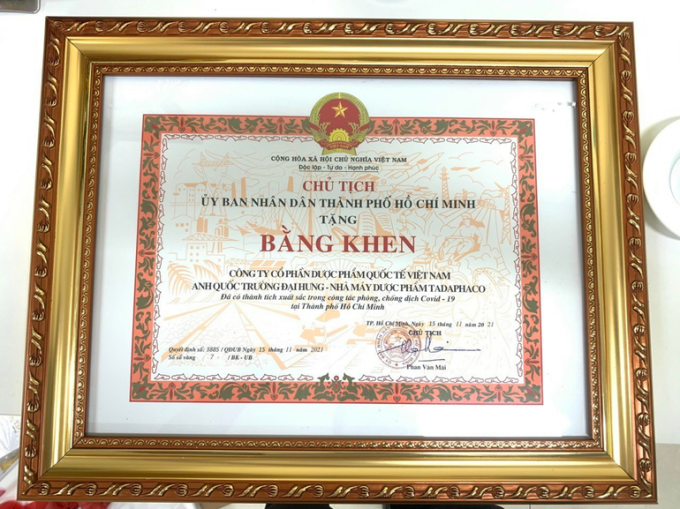 CỘNG HÒA XÃ HỘI CHỦ NGHĨA VIỆT NAM
Độc lập - Tự do - Hạnh phúc
CHỦ TỊCH
ỦY BAN NHÂN DÂN THÀNH PHỐ HỒ CHÍ MINH
TẶNG
BẰNG KHEN
CÔNG TY CỔ PHẦN DƯỢC PHẨM QUỐC TẾ VIỆT NAM
ANH QUỐC TRƯỜNG ĐẠI HƯNG - NHÀ MÁY DƯỢC PHẨM TADAPHACO
Đã có thành tích xuất sắc trong công tác phòng, chống dịch Covid - 19
tại Thành phố Hồ Chí Minh
TP. Hồ Chí Minh, Ngày 15 tháng 11 năm 2021
CHỦ TỊCH
Quyết định số: 3885 / QĐUB Ngày 15 tháng 11 năm 2021
Số sổ vàng 7 / BK - UB
Phan Văn Mãi